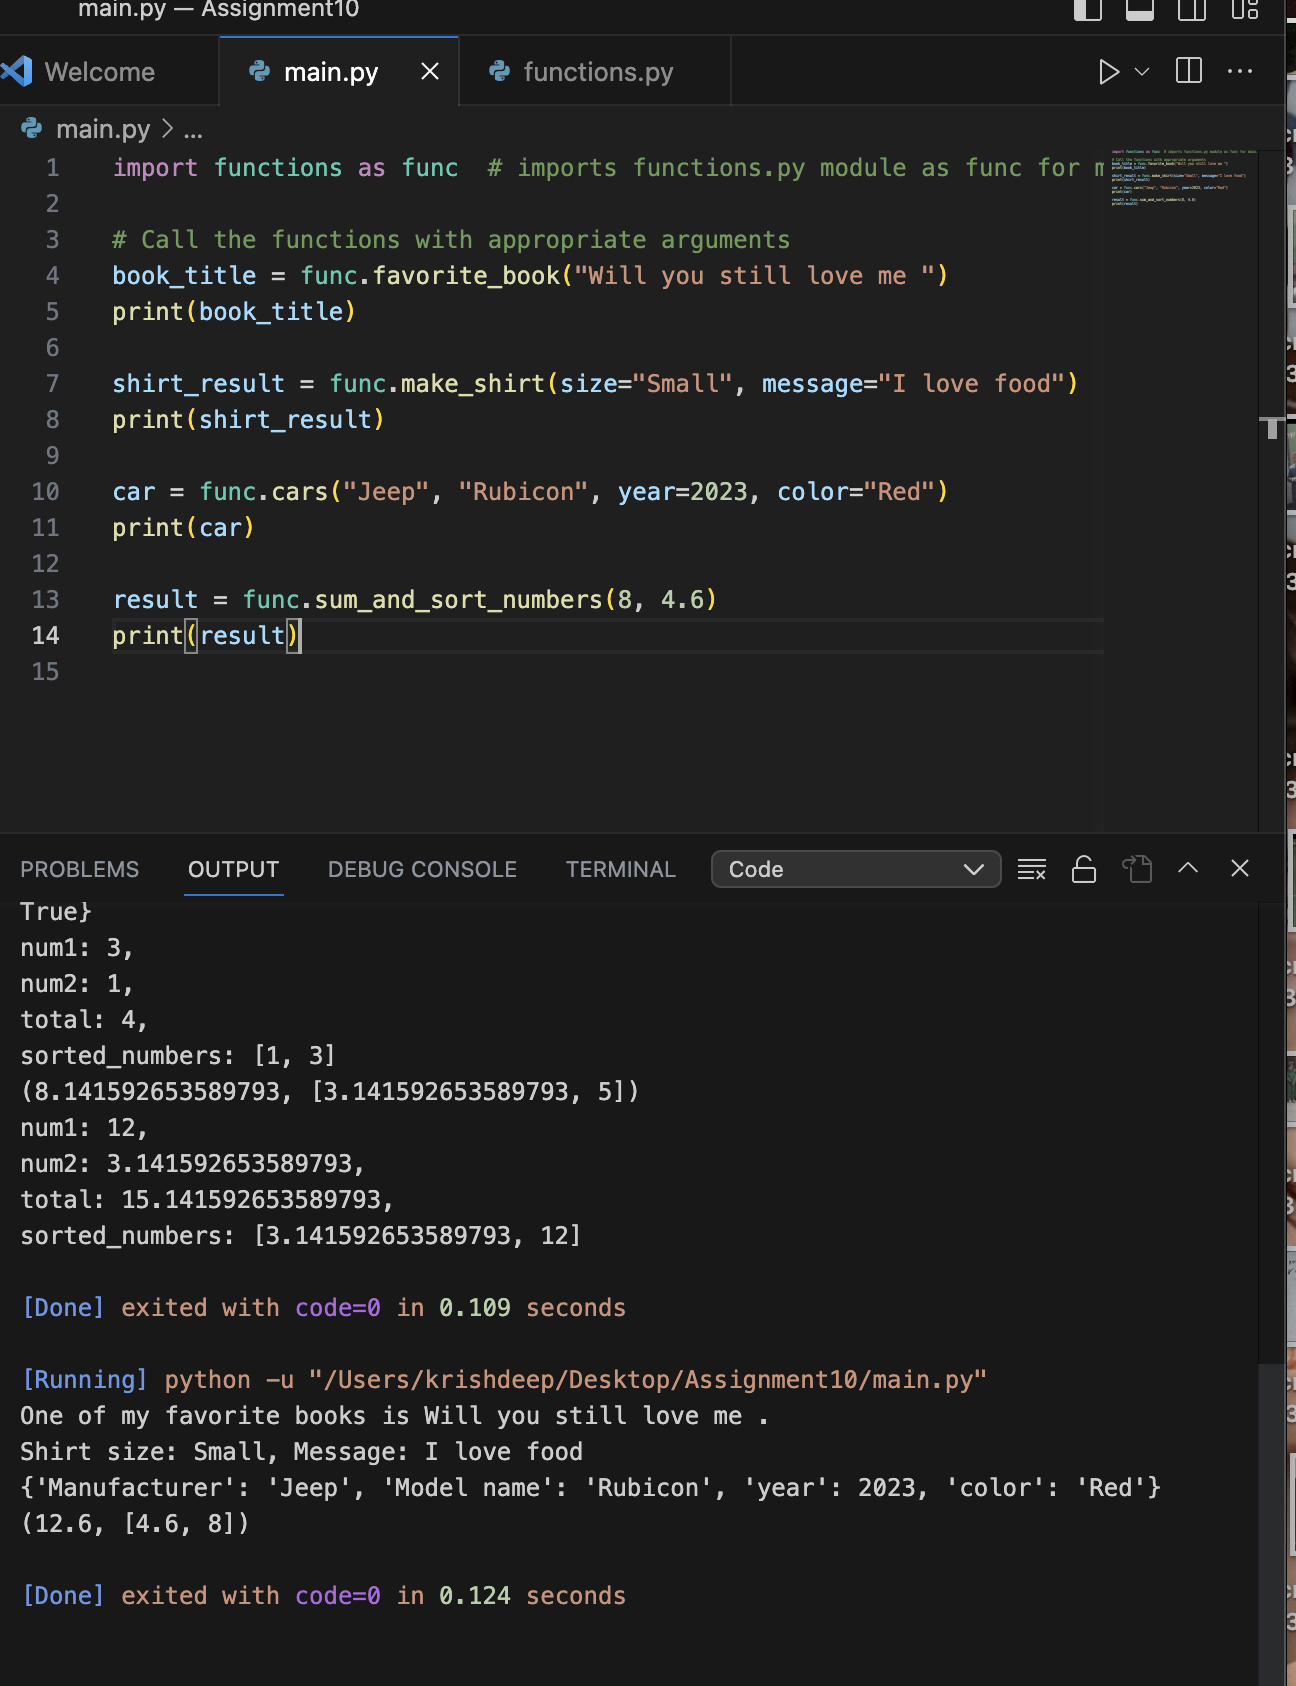 main.py — Assignment10
Welcome
main.py
functions.py
main.py > ...
1 import functions as func # imports functions.py module as func for
2
3 # Call the functions with appropriate arguments
4 book_title = func.favorite_book("Will you still love me ")
5 print(book_title)
6
7 shirt_result = func.make_shirt(size="Small", message="I love food")
8 print(shirt_result)
9
10 car = func.cars("Jeep", "Rubicon", year=2023, color="Red")
11 print(car)
12
13 result = func.sum_and_sort_numbers(8, 4.6)
14 print(result)
15
PROBLEMS OUTPUT DEBUG CONSOLE TERMINAL Code
True}
num1: 3,
num2: 1,
total: 4,
sorted_numbers: [1, 3]
(8.141592653589793, [3.141592653589793, 5])
num1: 12,
num2: 3.141592653589793,
total: 15.141592653589793,
sorted_numbers: [3.141592653589793, 12]
[Done] exited with code=0 in 0.109 seconds
[Running] python -u "/Users/krishdeep/Desktop/Assignment10/main.py"
One of my favorite books is Will you still love me .
Shirt size: Small, Message: I love food
{'Manufacturer': 'Jeep', 'Model name': 'Rubicon', 'year': 2023, 'color': 'Red'}
(12.6, [4.6, 8])
[Done] exited with code=0 in 0.124 seconds